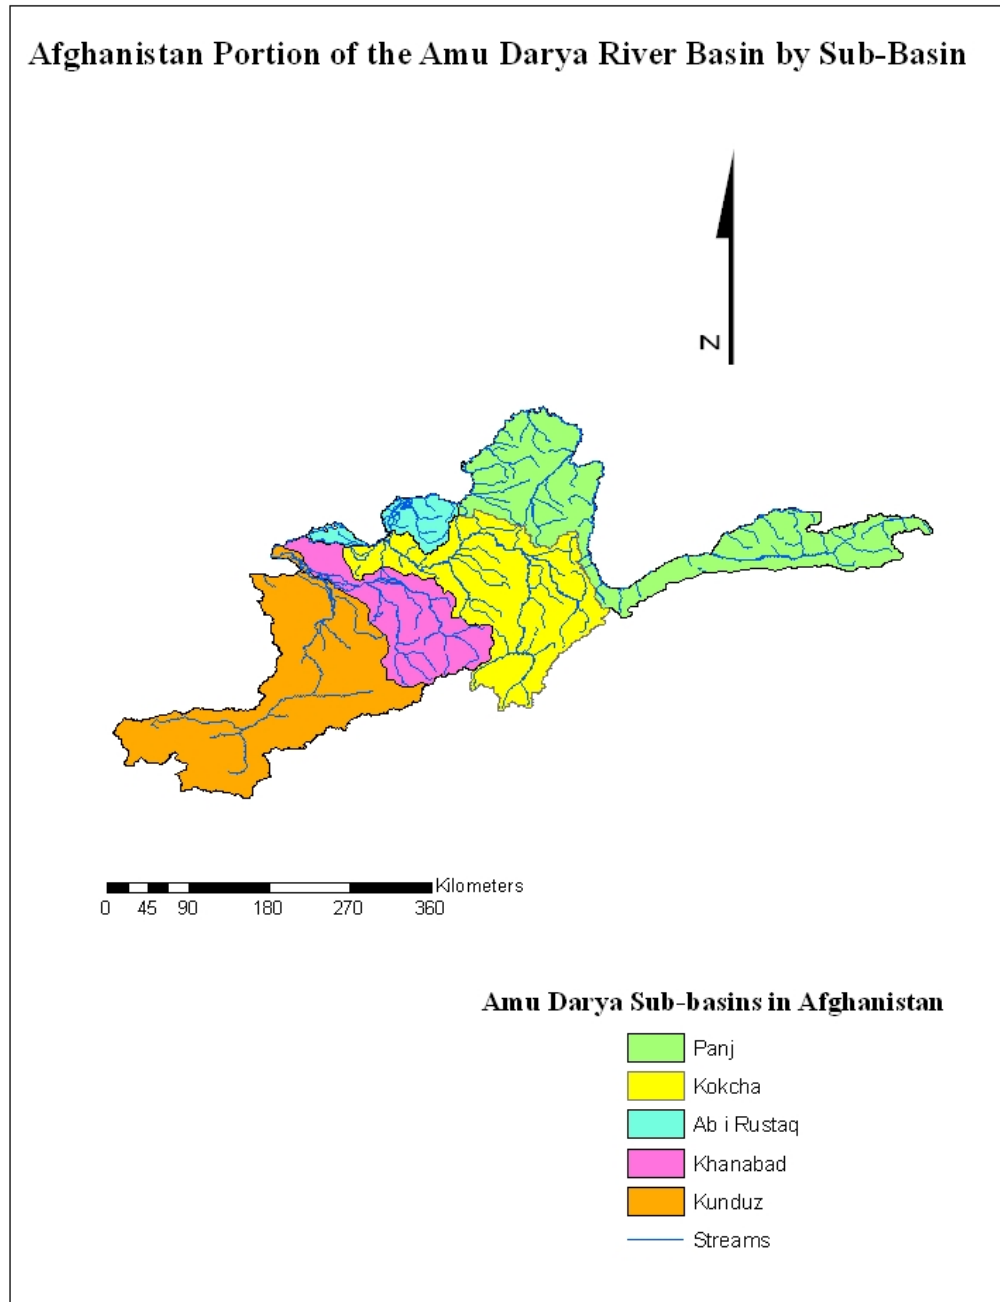 Afghanistan Portion of the Amu Darya River Basin by Sub-Basin
N
Kilometers
0 45 90 180 270 360
Amu Darya Sub-basins in Afghanistan
Panj
Kokcha
Ab i Rustaq
Khanabad
Kunduz
Streams